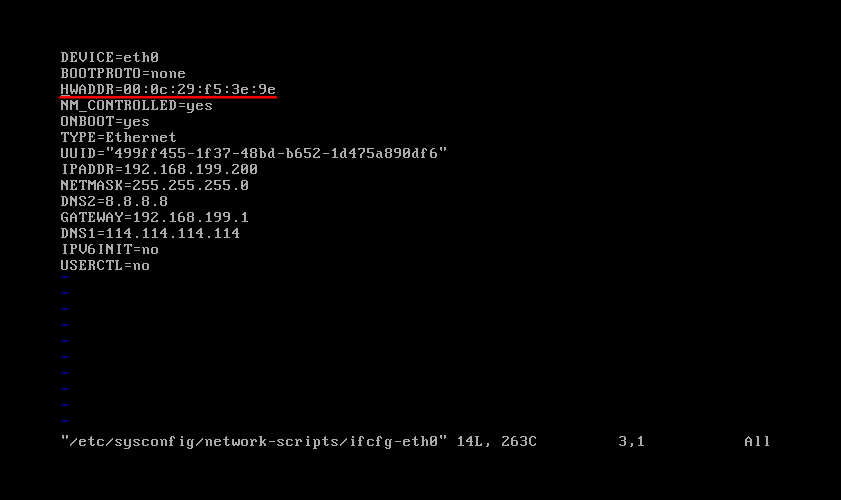 DEVICE=eth0
BOOTPROTO=none
HWADDR=00:0c:29:f5:3e:9e
NM_CONTROLLED=yes
ONBOOT=yes
TYPE=Ethernet
UUID="499ff455-1f37-48bd-b652-1d475a890df6"
IPADDR=192.168.199.200
NETMASK=255.255.255.0
DNS2=8.8.8.8
GATEWAY=192.168.199.1
DNS1=114.114.114.114
IPV6INIT=no
USERCTL=no
~
~
~
~
~
~
~
~
~
~
"/etc/sysconfig/network-scripts/ifcfg-eth0" 14L, 263C 3,1 All